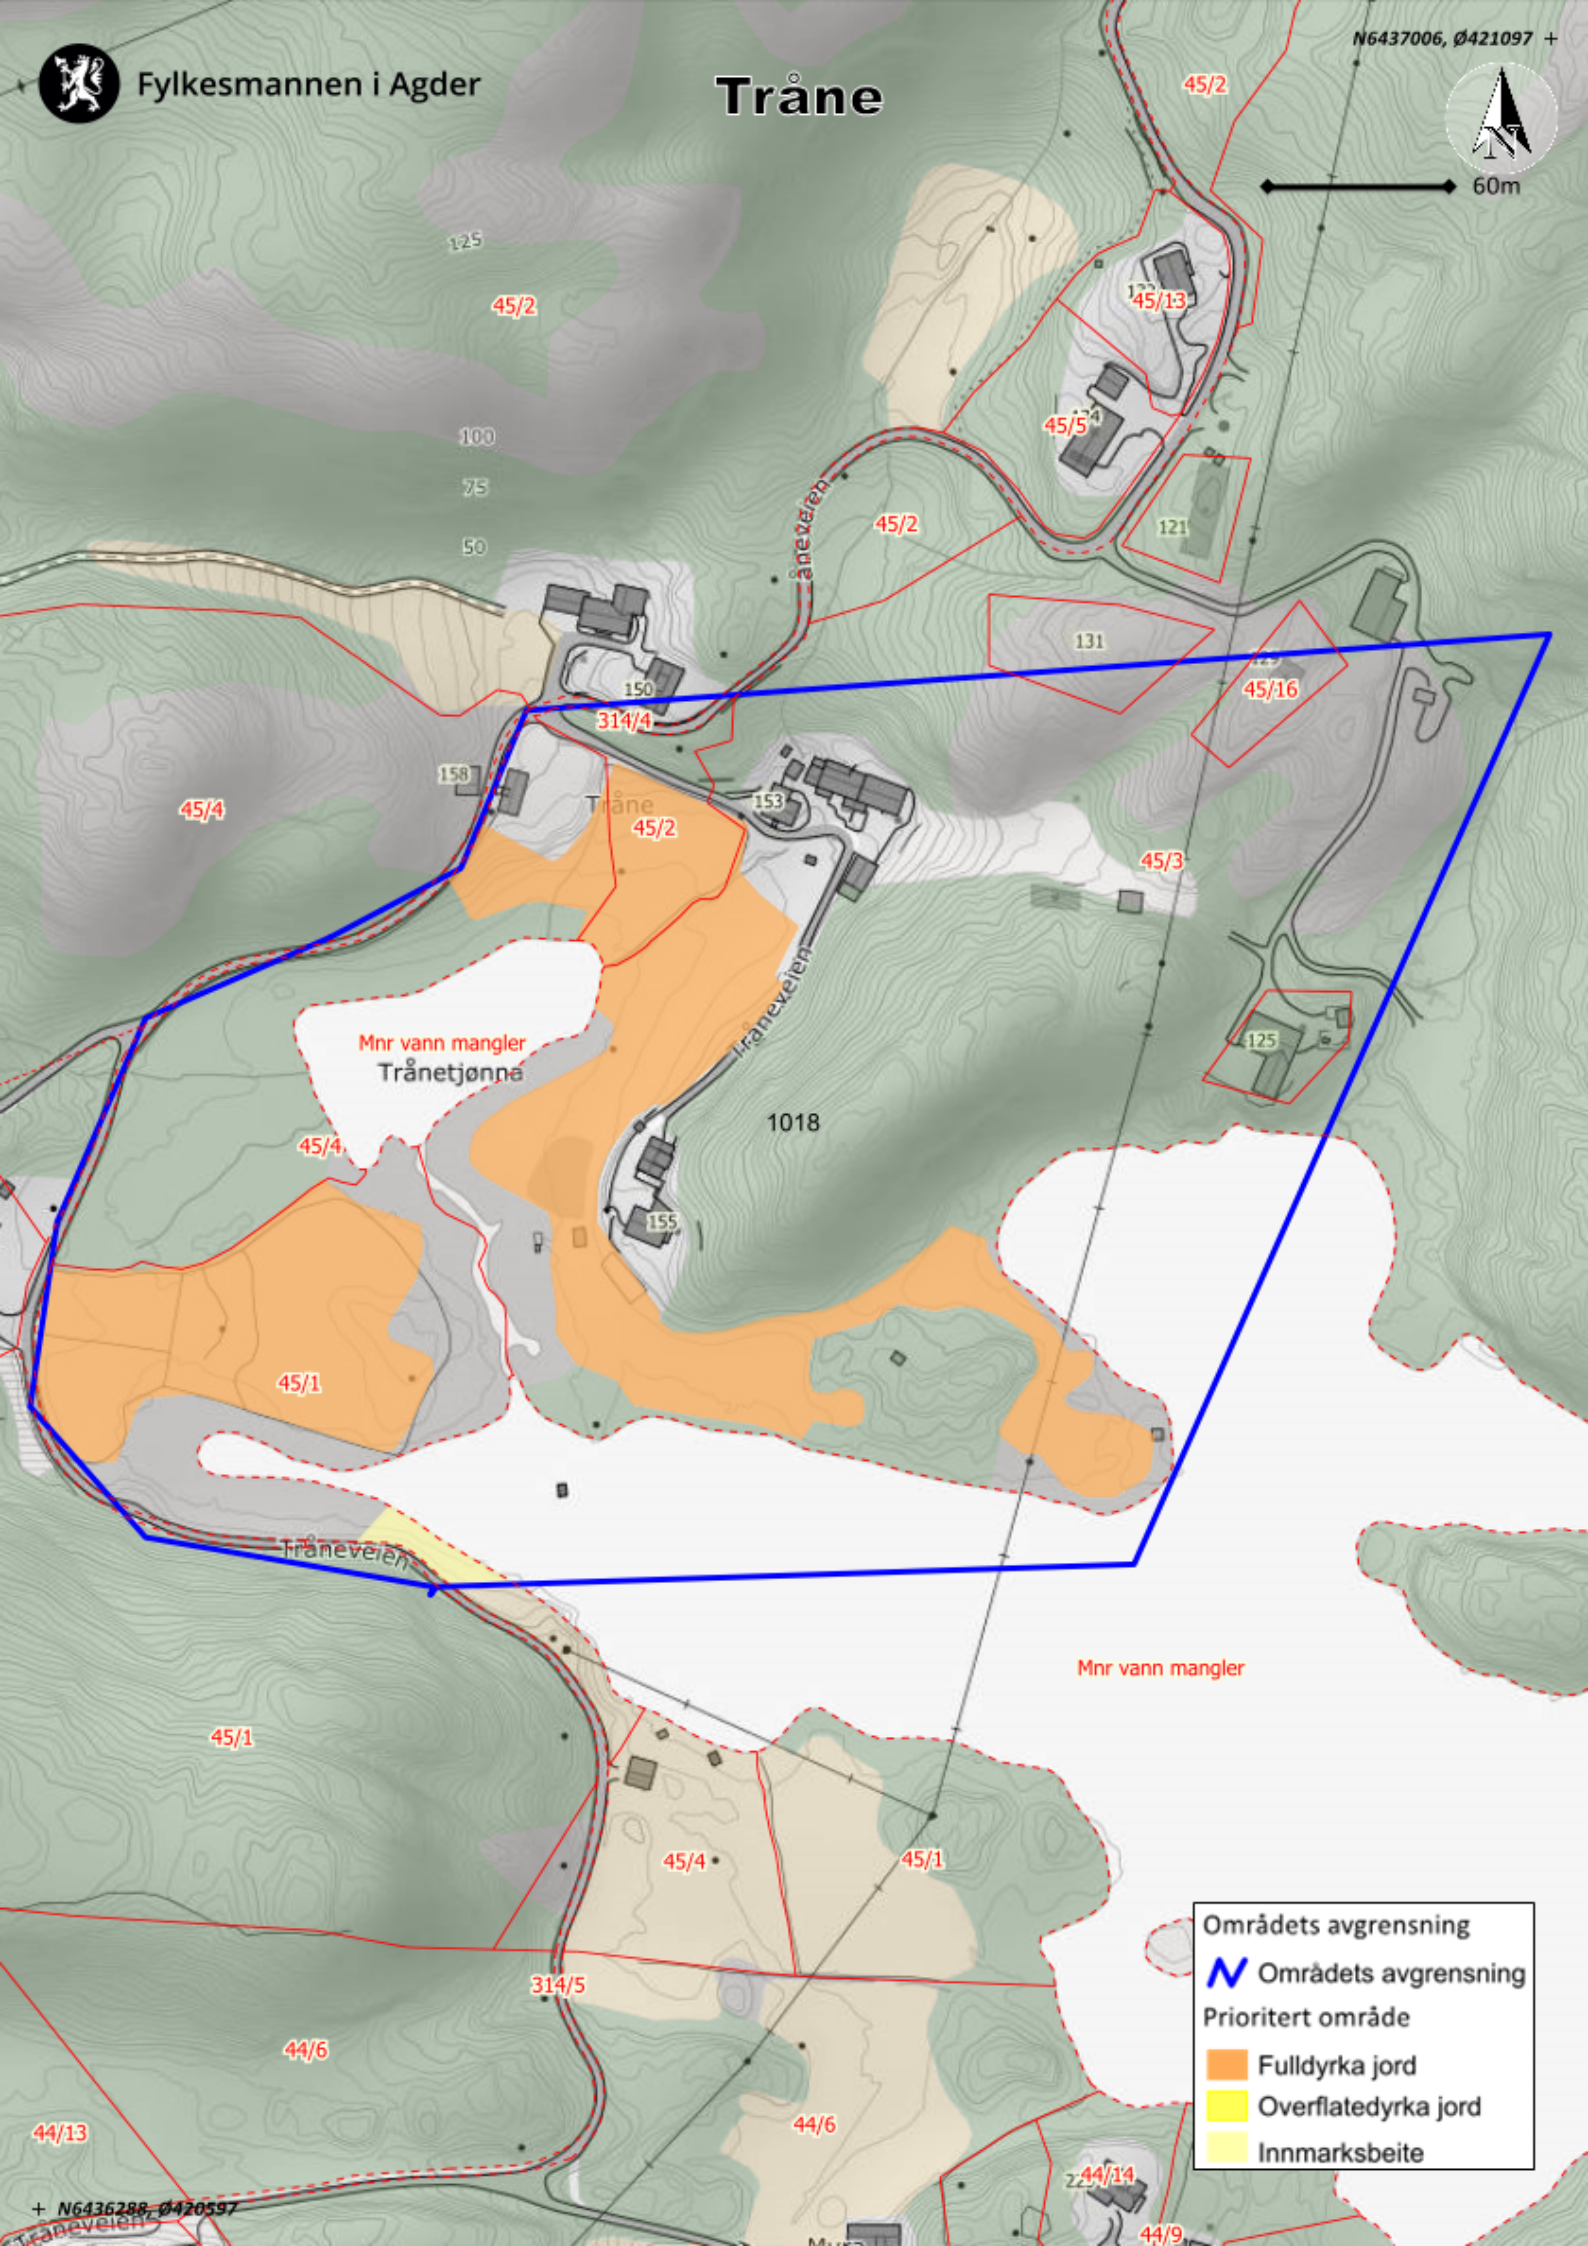 N6437006, Ø421097 +
Fylkesmannen i Agder
Tråne
45/2
N
60m
125
45/2
45/13
100
45/5
75
45/2
121
50
åneveien
131
150
45/16
314/4
158
153
Tråne
45/4
45/2
45/3
Tråneveien
Mnr vann mangler
Trånetjønna
125
1018
45/4
155
45/1
Tråneveien
Mnr vann mangler
45/1
45/4
45/1
314/5
44/6
44/13
44/6
44/14
44/9
+ N6436288, Ø420597
Tråneveien
Områdets avgrensning
Områdets avgrensning
Prioritert område
Fulldyrka jord
Overflatedyrka jord
Innmarksbeite